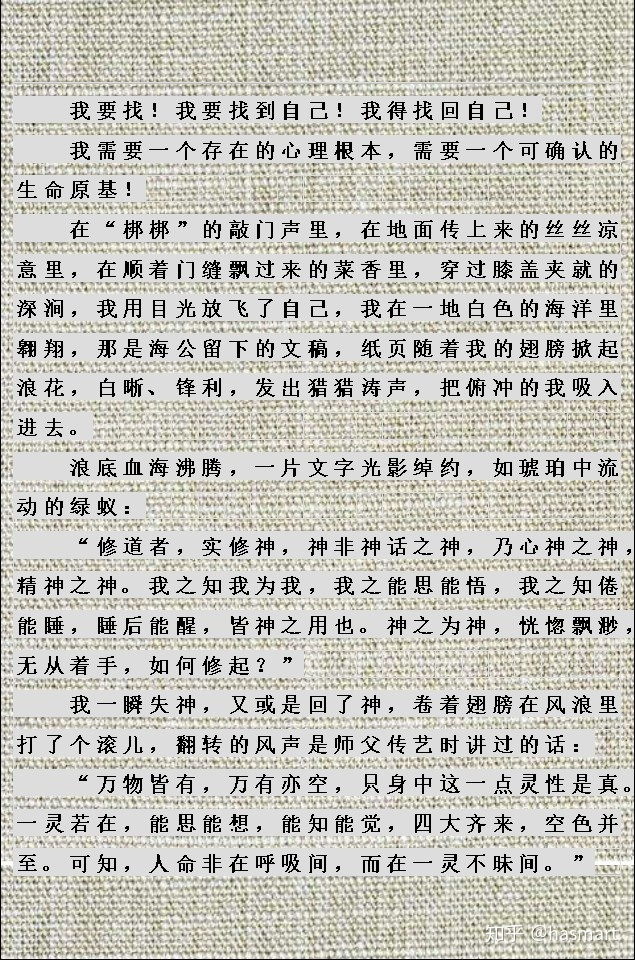 我要找！我要找到自己！我得找回自己！
我需要一个存在的心理根本，需要一个可确认的
生命原基！
在“梆梆”的敲门声里，在地面传上来的丝丝凉
意里，在顺着门缝飘过来的菜香里，穿过膝盖夹就的
深涧，我用目光放飞了自己，我在一地白色的海洋里
翱翔，那是海公留下的文稿，纸页随着我的翅膀掀起
浪花，白晰、锋利，发出猎猎涛声，把俯冲的我吸入
进去。
浪底血海沸腾，一片文字光影绰约，如琥珀中流
动的绿蚁：
“修道者，实修神，神非神话之神，乃心神之神，
精神之神。我之知我为我，我之能思能悟，我之知倦
能睡，睡后能醒，皆神之用也。神之为神，恍惚飘渺，
无从着手，如何修起？”
我一瞬失神，又或是回了神，卷着翅膀在风浪里
打了个滚儿，翻转的风声是师父传艺时讲过的话：
“万物皆有，万有亦空，只身中这一点灵性是真。
一灵若在，能思能想，能知能觉，四大齐来，空色并
至。可知，人命非在呼吸间，而在一灵不昧间。”
知乎 @hasmart